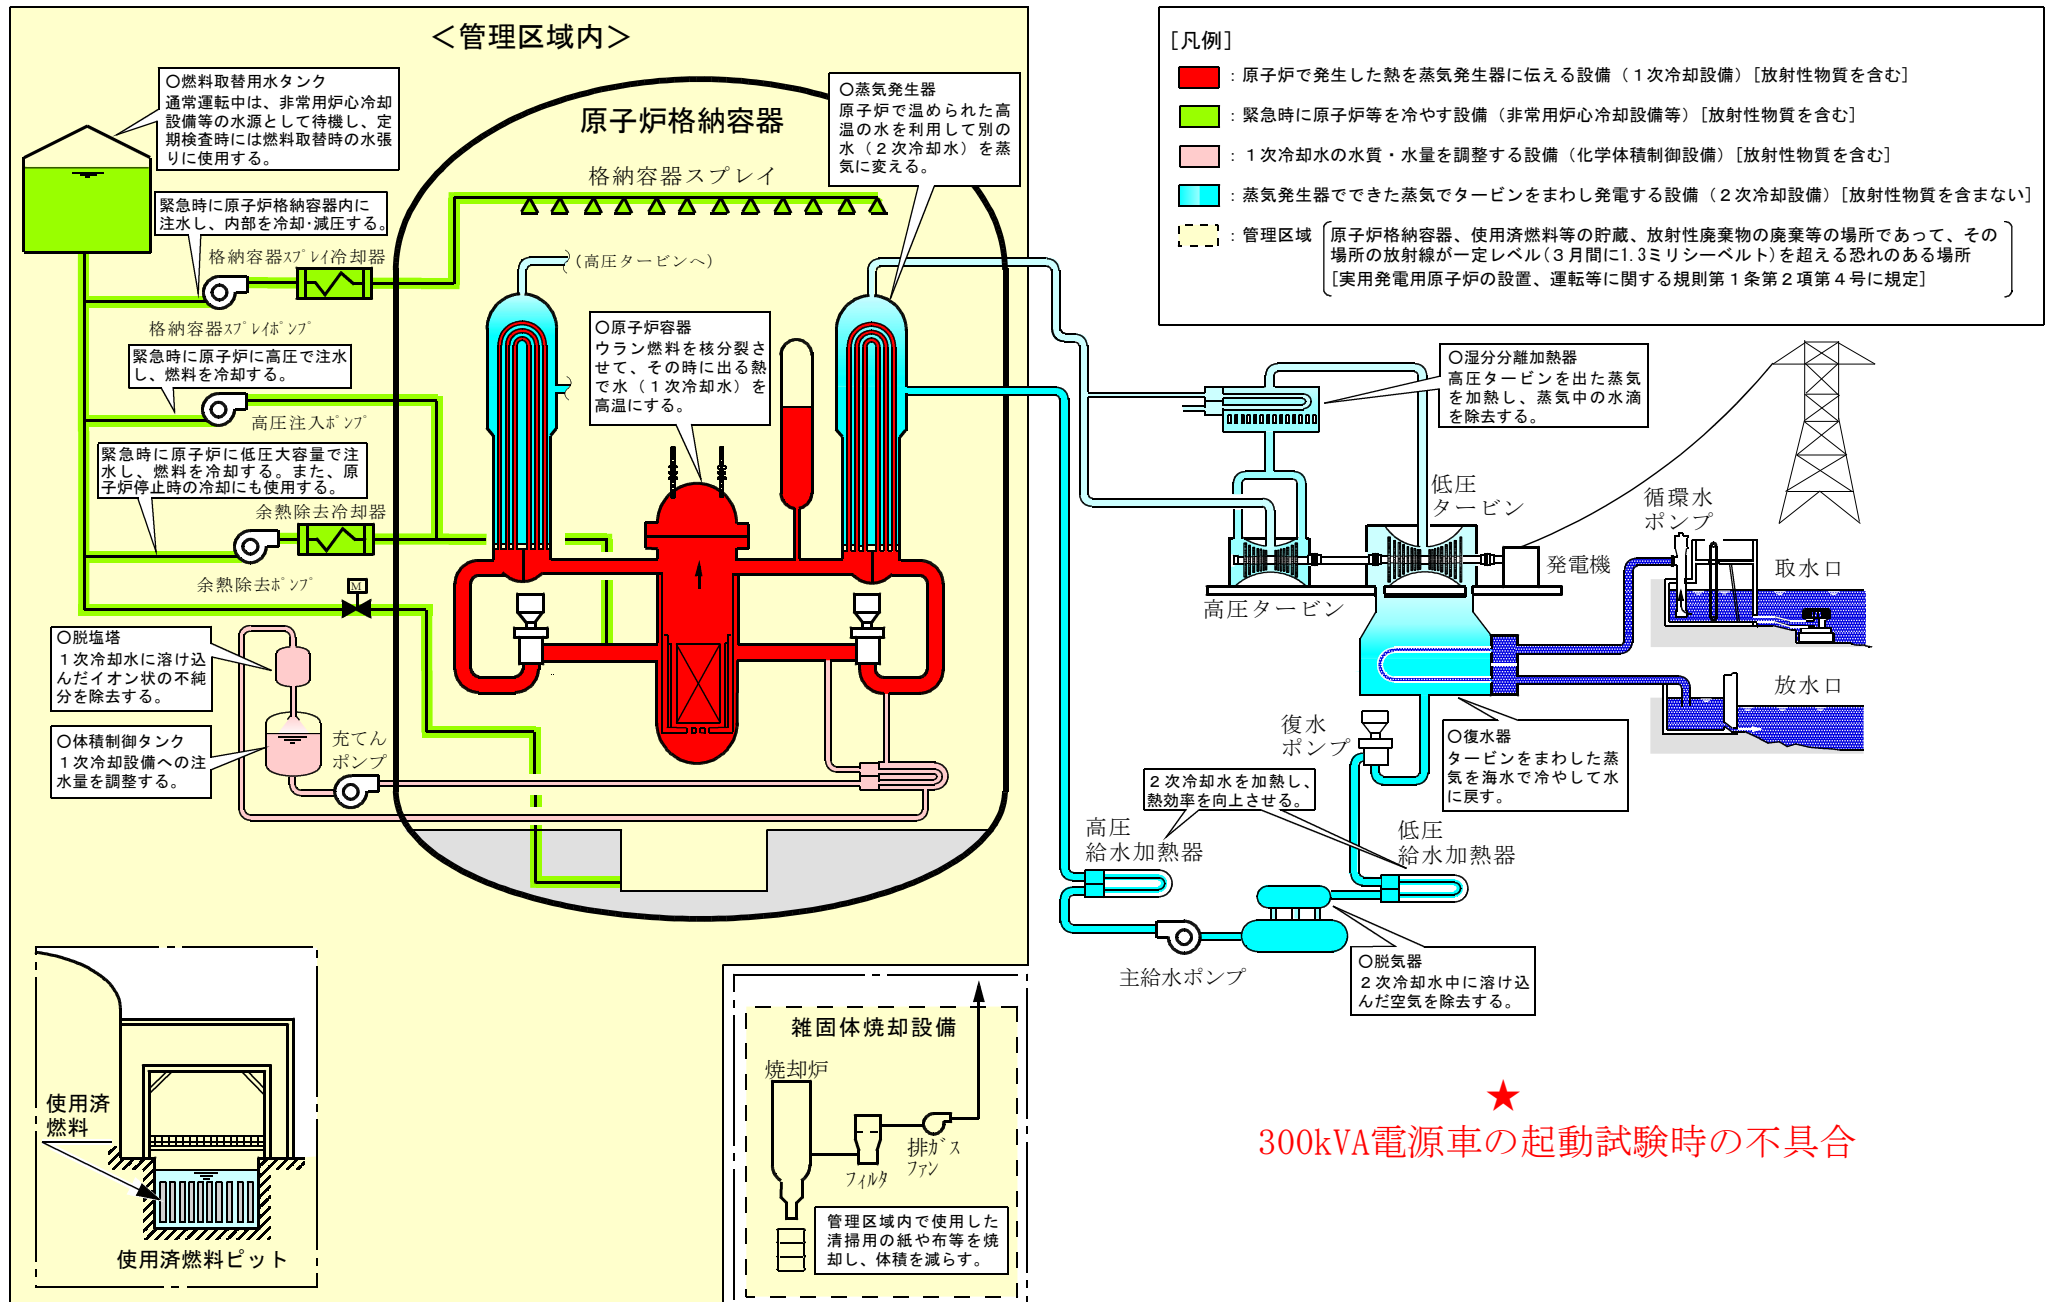 ＜管理区域内＞
○燃料取替用水タンク
通常運転中は、非常用炉心冷却
設備等の水源として待機し、定
期検査時には燃料取替時の水張
りに使用する。
原子炉格納容器
○蒸気発生器
原子炉で温められた高
温の水を利用して別の
水（２次冷却水）を蒸
気に変える。
格納容器スプレイ
緊急時に原子炉格納容器内に
注水し、内部を冷却･減圧する。
格納容器ｽﾌﾟﾚｲ冷却器
（高圧タービンへ）
格納容器ｽﾌﾟﾚｲﾎﾟﾝﾌﾟ
○原子炉容器
ウラン燃料を核分裂さ
せて、その時に出る熱
で水（１次冷却水）を
高温にする。
緊急時に原子炉に高圧で注水
し、燃料を冷却する。
高圧注入ﾎﾟﾝﾌﾟ
緊急時に原子炉に低圧大容量で注
水し、燃料を冷却する。また、原
子炉停止時の冷却にも使用する。
余熱除去冷却器
余熱除去ﾎﾟﾝﾌﾟ
M
○脱塩塔
１次冷却水に溶け込
んだイオン状の不純
分を除去する。
○体積制御タンク
１次冷却設備への注
水量を調整する。
充てん
ポンプ
[凡例]
：原子炉で発生した熱を蒸気発生器に伝える設備（１次冷却設備）[放射性物質を含む]
：緊急時に原子炉等を冷やす設備（非常用炉心冷却設備等）[放射性物質を含む]
：１次冷却水の水質・水量を調整する設備（化学体積制御設備）[放射性物質を含む]
：蒸気発生器でできた蒸気でタービンをまわし発電する設備（２次冷却設備）[放射性物質を含まない]
：管理区域
原子炉格納容器、使用済燃料等の貯蔵、放射性廃棄物の廃棄等の場所であって、その
場所の放射線が一定レベル(３月間に1.3ミリシーベルト)を超える恐れのある場所
[実用発電用原子炉の設置、運転等に関する規則第１条第２項第４号に規定]
○湿分分離加熱器
高圧タービンを出た蒸気
を加熱し、蒸気中の水滴
を除去する。
低圧
タービン
循環水
ポンプ
発電機
取水口
高圧タービン
放水口
復水
ポンプ
○復水器
タービンをまわした蒸
気を海水で冷やして水
に戻す。
２次冷却水を加熱し、
熱効率を向上させる。
高圧
給水加熱器
低圧
給水加熱器
主給水ポンプ
○脱気器
２次冷却水中に溶け込
んだ空気を除去する。
使用済
燃料
使用済燃料ピット
雑固体焼却設備
焼却炉
フィルタ
排ガス
ファン
管理区域内で使用した
清掃用の紙や布等を焼
却し、体積を減らす。
★
300kVA電源車の起動試験時の不具合